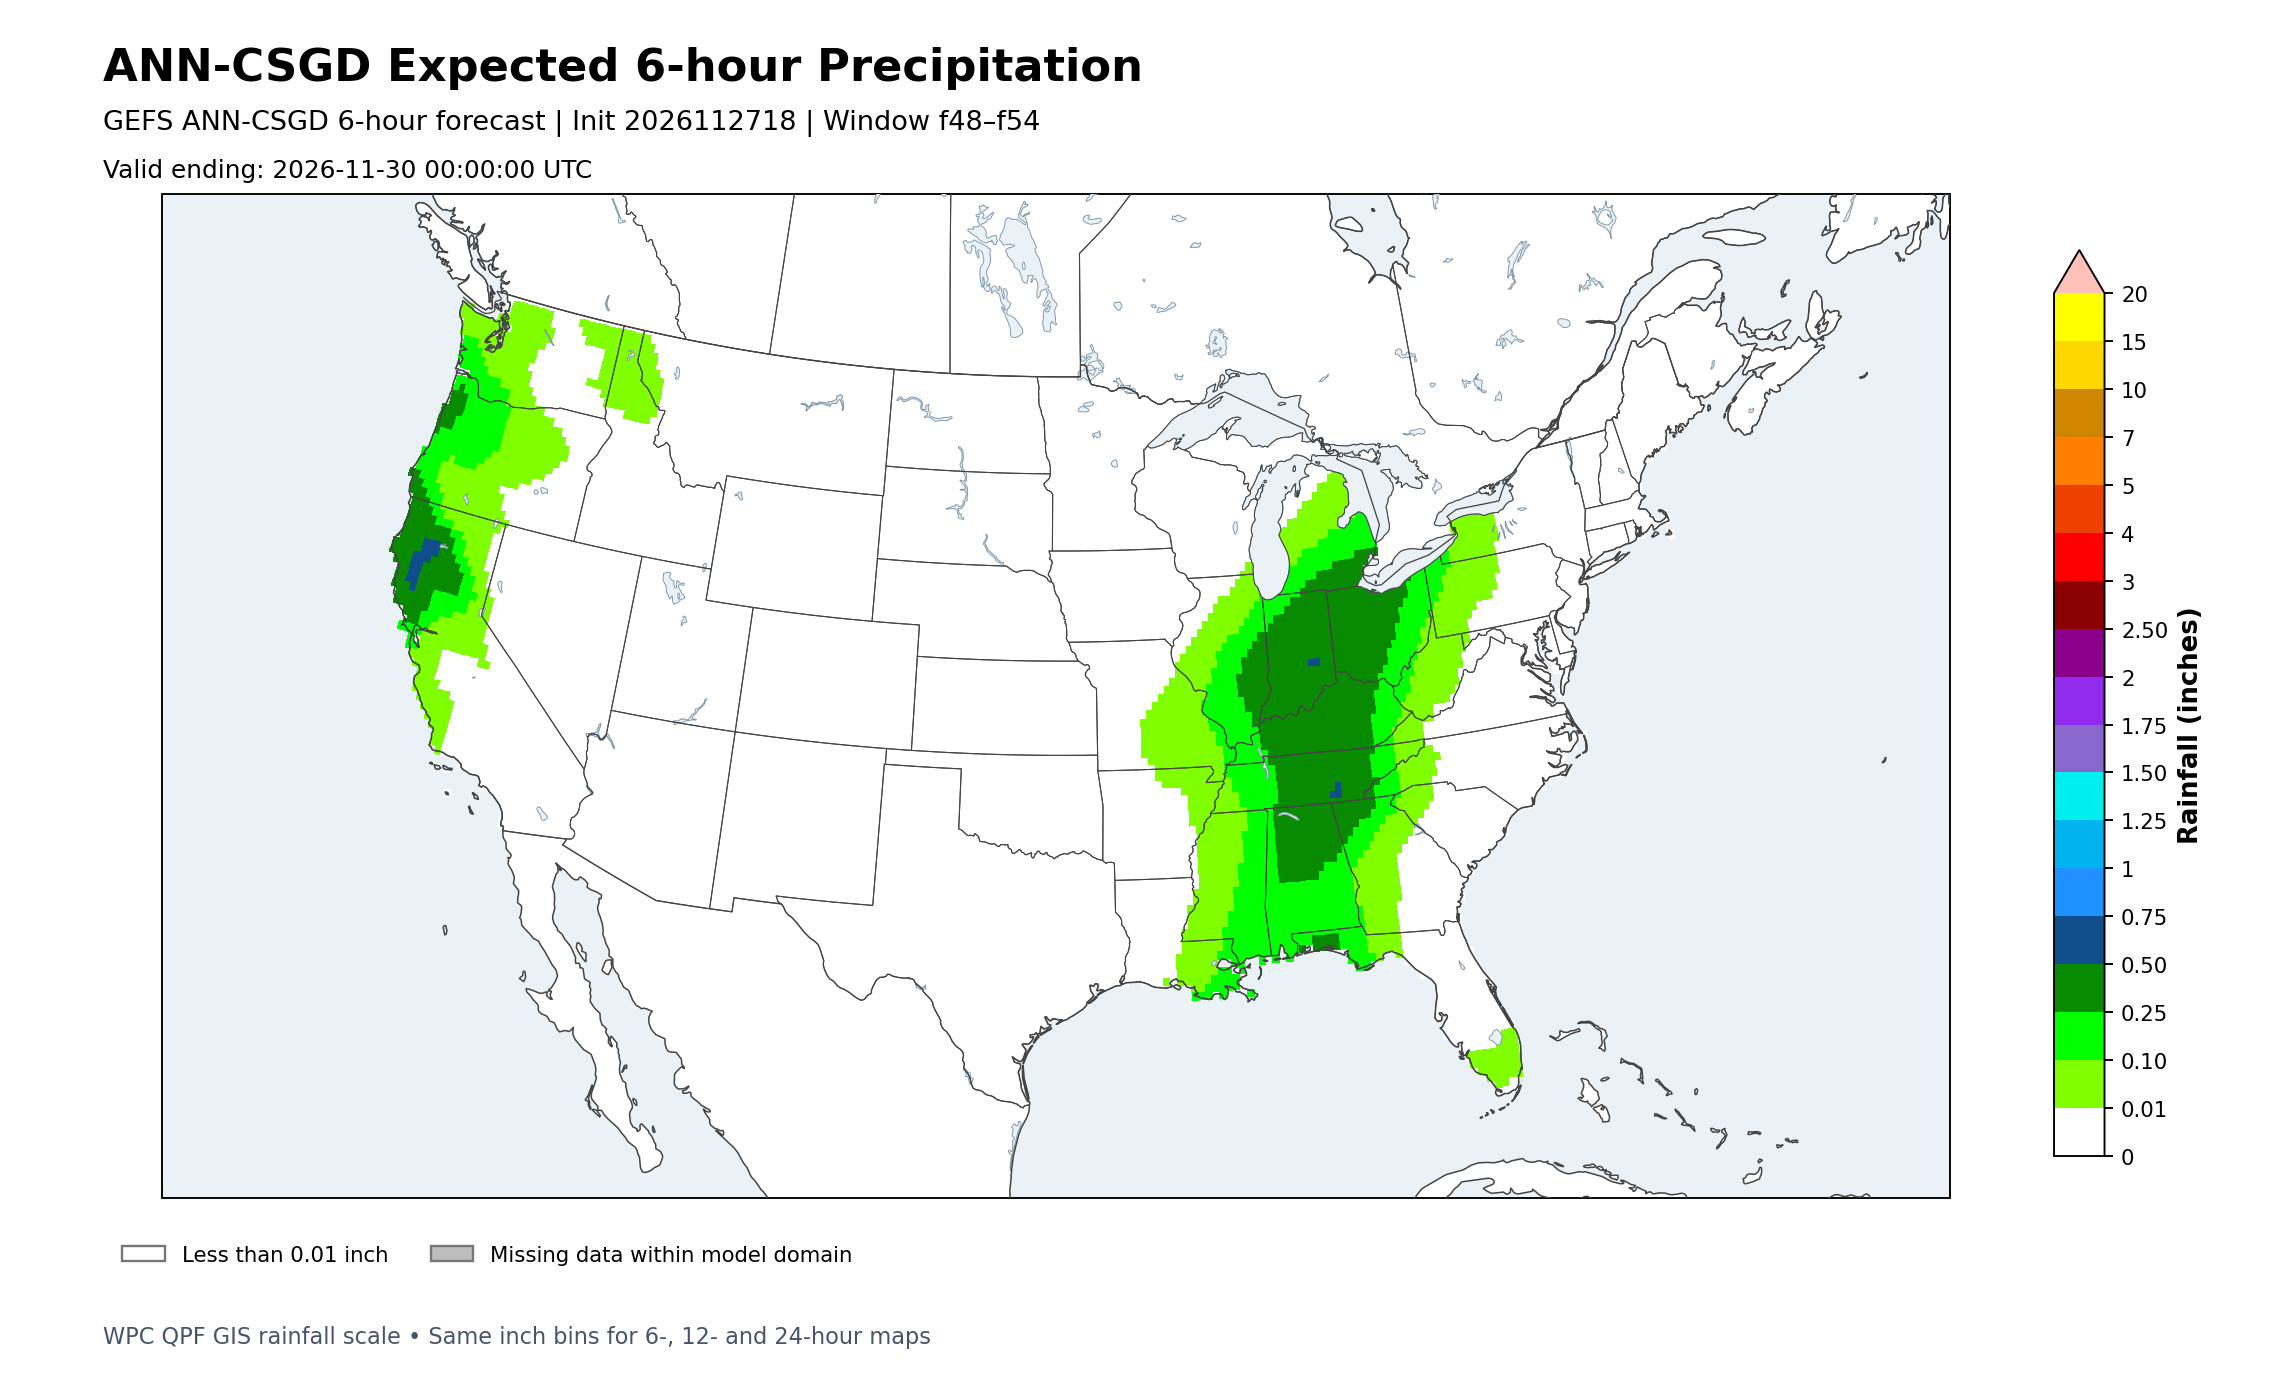 ANN-CSGD Expected 6-hour Precipitation
GEFS ANN-CSGD 6-hour forecast | Init 2026112718 | Window f48–f54
Valid ending: 2026-11-30 00:00:00 UTC
20
15
10
7
5
4
3
2.50
2
1.75
1.50
1.25
1
0.75
0.50
0.25
0.10
0.01
0
Rainfall (inches)
Less than 0.01 inch
Missing data within model domain
WPC QPF GIS rainfall scale • Same inch bins for 6-, 12- and 24-hour maps